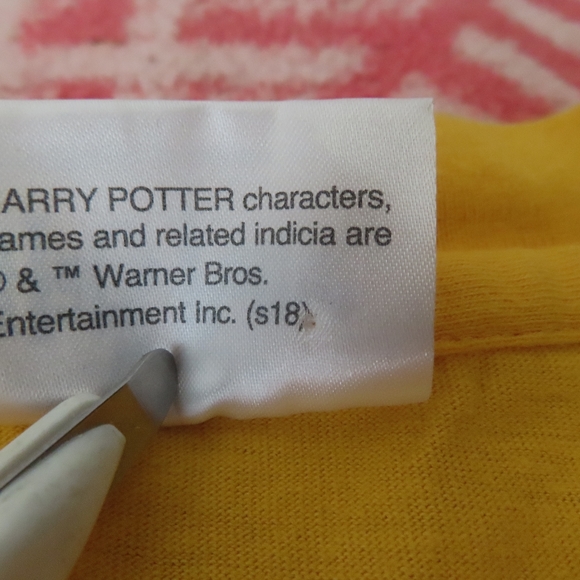 ARRY POTTER characters,
ames and related indicia are
& ™ Warner Bros.
Entertainment Inc. (s18)